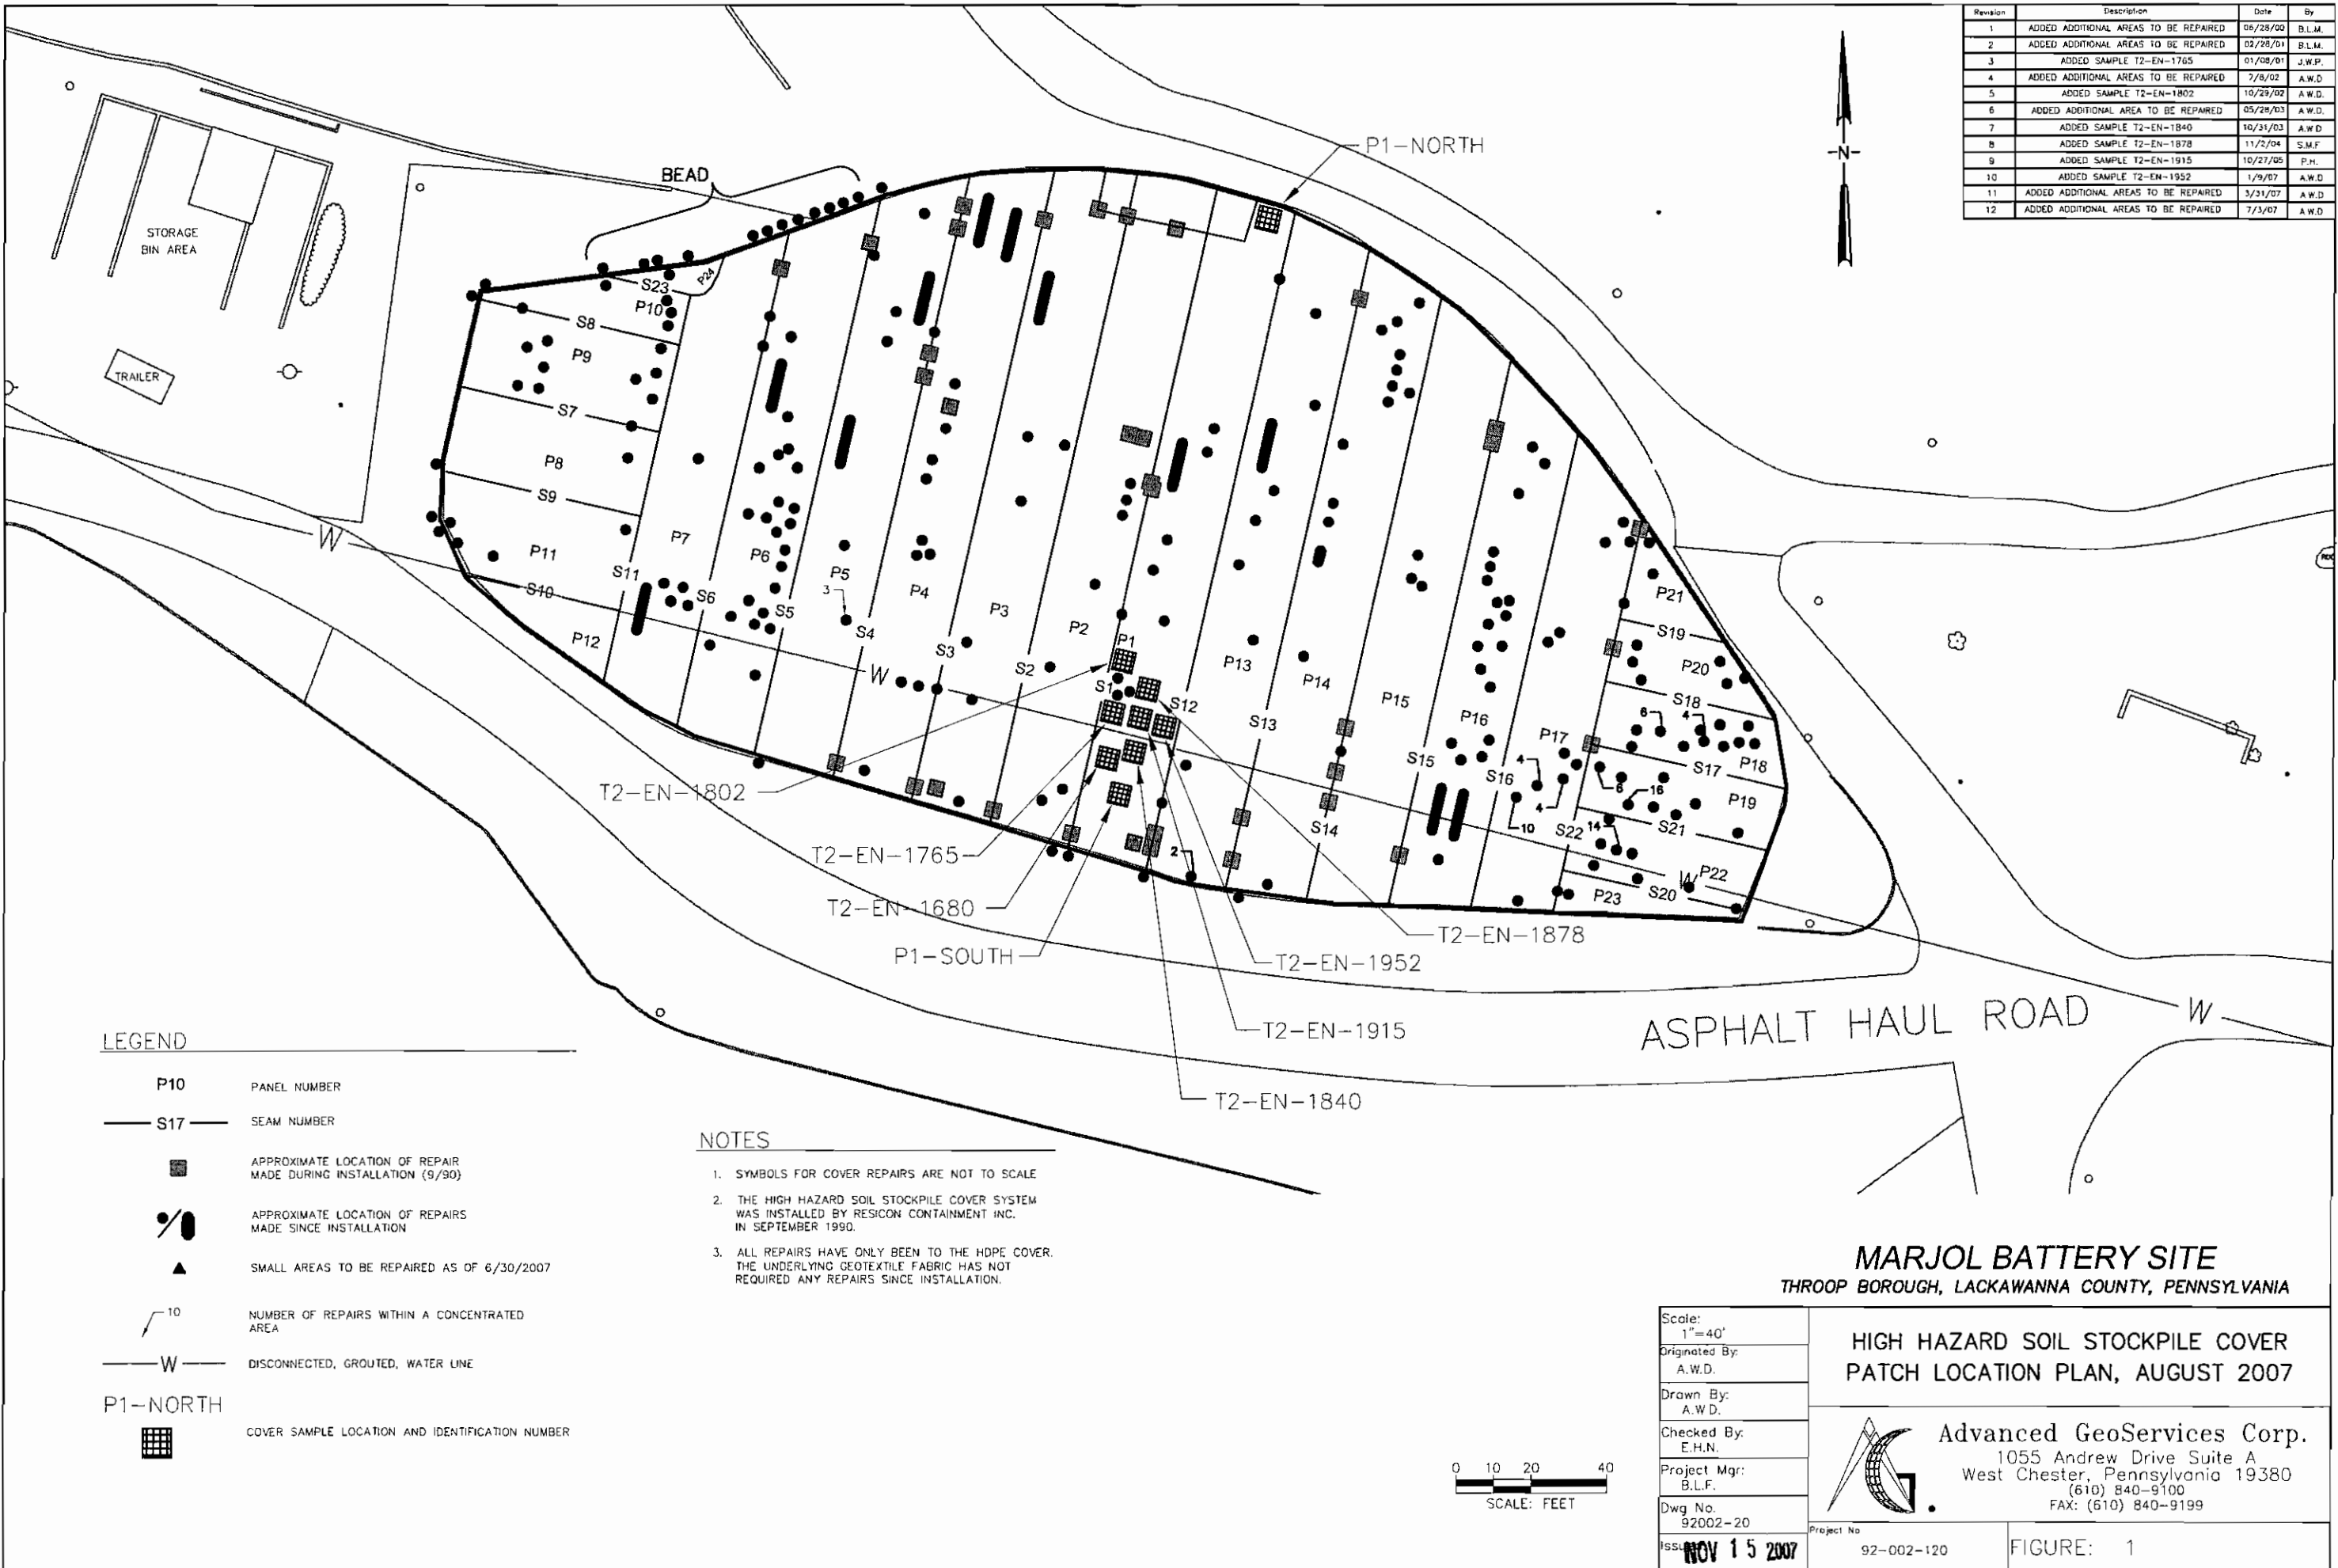 Revision Description Date By
1 ADDED ADDITIONAL AREAS TO BE REPAIRED 06/28/00 B.L.M.
2 ADDED ADDITIONAL AREAS TO BE REPAIRED 02/28/01 B.L.M.
3 ADDED SAMPLE T2-EN-1765 01/08/01 J.W.P.
4 ADDED ADDITIONAL AREAS TO BE REPAIRED 7/8/02 A.W.D
5 ADDED SAMPLE T2-EN-1802 10/29/02 A.W.D.
6 ADDED ADDITIONAL AREA TO BE REPAIRED 05/28/03 A.W.D.
7 ADDED SAMPLE T2-EN-1840 10/31/03 A.W.D
8 ADDED SAMPLE T2-EN-1878 11/2/04 S.M.F
9 ADDED SAMPLE T2-EN-1915 10/27/05 P.H.
10 ADDED SAMPLE T2-EN-1952 1/9/07 A.W.D
11 ADDED ADDITIONAL AREAS TO BE REPAIRED 3/31/07 A.W.D
12 ADDED ADDITIONAL AREAS TO BE REPAIRED 7/3/07 A.W.D
-N-
P1-NORTH
BEAD
STORAGE
BIN AREA
TRAILER
S23
P24
P10
S8
P9
S7
P8
S9
P11
S10
P12
S11
P7
S6
P6
S5
P5
3
S4
P4
S3
P3
S2
P2
P1
S1
S12
P13
S13
P14
S14
P15
S15
P16
S16
P17
S22
P21
S19
P20
S18
6
4
P18
S17
P19
S21
P22
S20
P23
4
4
10
6
16
14
2
W
W
W
W
T2-EN-1802
T2-EN-1765
T2-EN-1680
P1-SOUTH
T2-EN-1878
T2-EN-1952
T2-EN-1915
T2-EN-1840
ASPHALT HAUL ROAD
LEGEND
P10 PANEL NUMBER
S17 SEAM NUMBER
APPROXIMATE LOCATION OF REPAIR
MADE DURING INSTALLATION (9/90)
APPROXIMATE LOCATION OF REPAIRS
MADE SINCE INSTALLATION
SMALL AREAS TO BE REPAIRED AS OF 6/30/2007
10 NUMBER OF REPAIRS WITHIN A CONCENTRATED
AREA
W DISCONNECTED, GROUTED, WATER LINE
P1-NORTH
COVER SAMPLE LOCATION AND IDENTIFICATION NUMBER
NOTES
1. SYMBOLS FOR COVER REPAIRS ARE NOT TO SCALE
2. THE HIGH HAZARD SOIL STOCKPILE COVER SYSTEM
WAS INSTALLED BY RESICON CONTAINMENT INC.
IN SEPTEMBER 1990.
3. ALL REPAIRS HAVE ONLY BEEN TO THE HDPE COVER.
THE UNDERLYING GEOTEXTILE FABRIC HAS NOT
REQUIRED ANY REPAIRS SINCE INSTALLATION.
0 10 20 40
SCALE: FEET
MARJOL BATTERY SITE
THROOP BOROUGH, LACKAWANNA COUNTY, PENNSYLVANIA
Scale:
1"=40'
Originated By:
A.W.D.
Drawn By:
A.W.D.
Checked By:
E.H.N.
Project Mgr:
B.L.F.
Dwg No.
92002-20
NOV 15 2007
HIGH HAZARD SOIL STOCKPILE COVER
PATCH LOCATION PLAN, AUGUST 2007
Advanced GeoServices Corp.
1055 Andrew Drive Suite A
West Chester, Pennsylvania 19380
(610) 840-9100
FAX: (610) 840-9199
Project No
92-002-120
FIGURE: 1